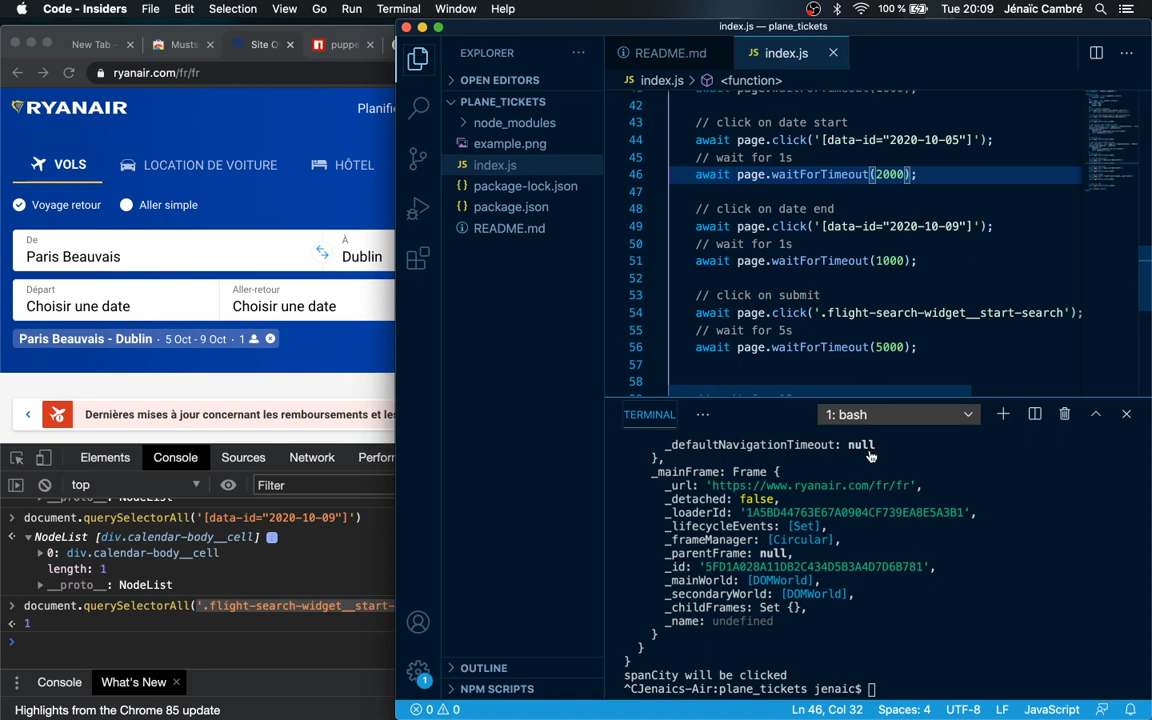 Code - Insiders File Edit Selection View Go Run Terminal Window Help 100 % Tue 20:09 Jénaïc Cambré
New Tab - Musta Site O puppe
ryanair.com/fr/fr
RYANAIR Planifi
VOLS LOCATION DE VOITURE HÔTEL
Voyage retour Aller simple
De
Paris Beauvais
À
Dublin
Départ
Choisir une date
Aller-retour
Choisir une date
Paris Beauvais - Dublin · 5 Oct - 9 Oct · 1
Dernières mises à jour concernant les remboursements et les
Elements Console Sources Network Perforn
top Filter
document.querySelectorAll('[data-id="2020-10-09"]')
NodeList [div.calendar-body__cell]
0: div.calendar-body__cell
length: 1
__proto__: NodeList
document.querySelectorAll('.flight-search-widget__start-
1
Console What's New
Highlights from the Chrome 85 update
index.js — plane_tickets
EXPLORER
OPEN EDITORS
PLANE_TICKETS
node_modules
example.png
JS index.js
{} package-lock.json
{} package.json
README.md
OUTLINE
NPM SCRIPTS
README.md JS index.js
JS index.js > <function>
42
43 // click on date start
44 await page.click('[data-id="2020-10-05"]');
45 // wait for 1s
46 await page.waitForTimeout(2000);
47
48 // click on date end
49 await page.click('[data-id="2020-10-09"]');
50 // wait for 1s
51 await page.waitForTimeout(1000);
52
53 // click on submit
54 await page.click('.flight-search-widget__start-search');
55 // wait for 5s
56 await page.waitForTimeout(5000);
57
58
TERMINAL 1: bash
_defaultNavigationTimeout: null
},
_mainFrame: Frame {
_url: 'https://www.ryanair.com/fr/fr',
_detached: false,
_loaderId: '1A5BD44763E67A0904CF739EA8E5A3B1',
_lifecycleEvents: [Set],
_frameManager: [Circular],
_parentFrame: null,
_id: '5FD1A028A11DB2C434D5B3A4D7D6B781',
_mainWorld: [DOMWorld],
_secondaryWorld: [DOMWorld],
_childFrames: Set {},
_name: undefined
}
}
}
spanCity will be clicked
^CJenaics-Air:plane_tickets jenaic$
1
0 0 Ln 46, Col 32 Spaces: 4 UTF-8 LF JavaScript